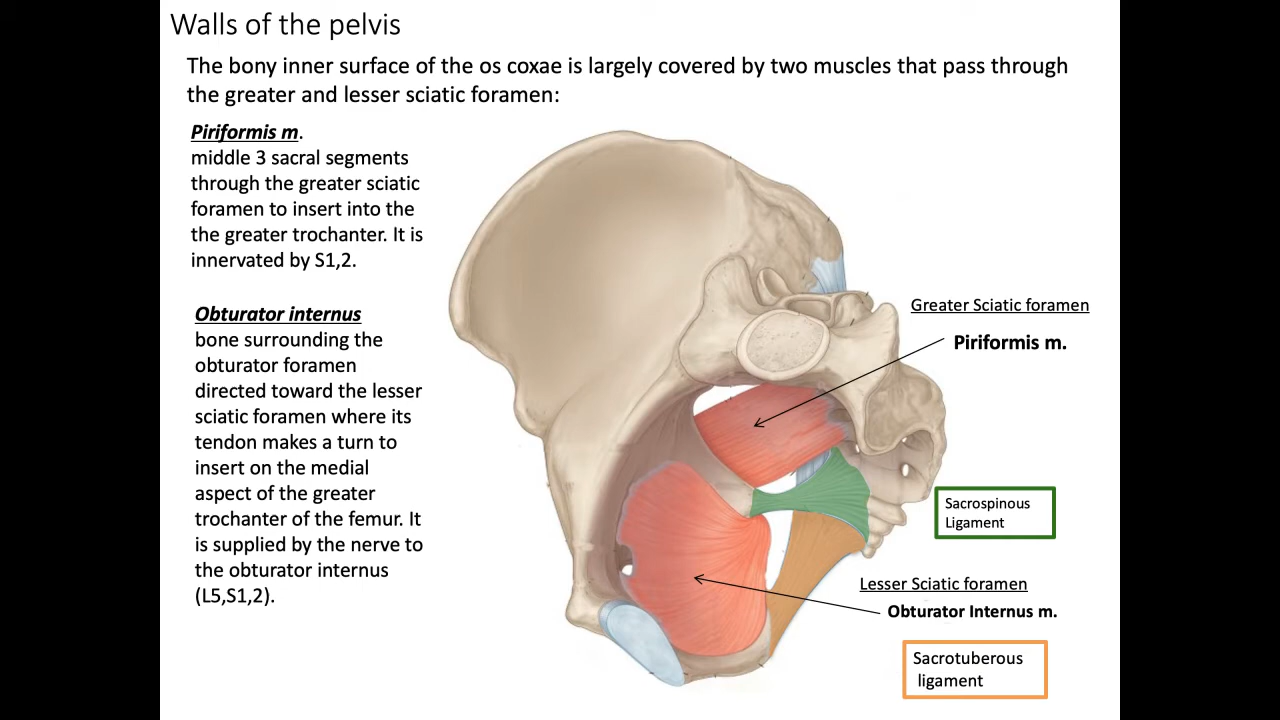 Walls of the pelvis
The bony inner surface of the os coxae is largely covered by two muscles that pass through
the greater and lesser sciatic foramen:
Piriformis m.
middle 3 sacral segments
through the greater sciatic
foramen to insert into the
the greater trochanter. It is
innervated by S1,2.
Obturator internus
bone surrounding the
obturator foramen
directed toward the lesser
sciatic foramen where its
tendon makes a turn to
insert on the medial
aspect of the greater
trochanter of the femur. It
is supplied by the nerve to
the obturator internus
(L5,S1,2).
Greater Sciatic foramen
Piriformis m.
Sacrospinous
Ligament
Lesser Sciatic foramen
Obturator Internus m.
Sacrotuberous
ligament